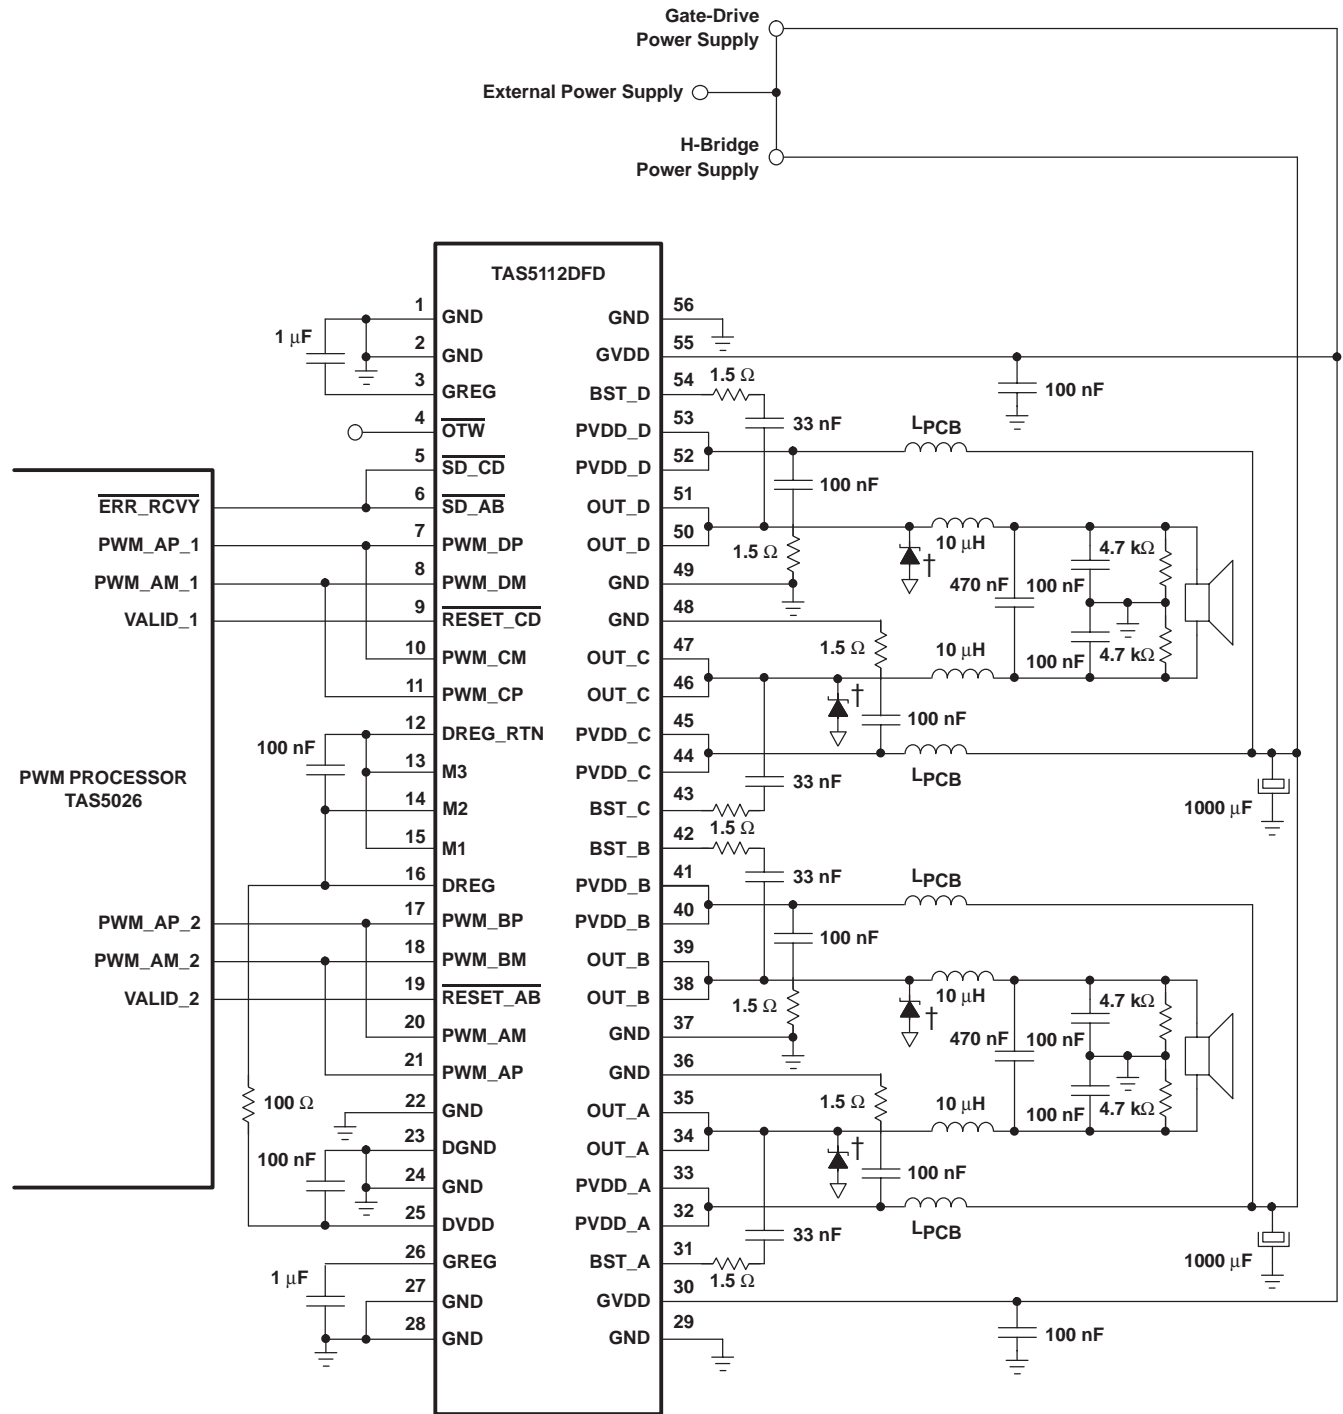 Gate-Drive
Power Supply
External Power Supply
H-Bridge
Power Supply
TAS5112DFD
1 GND
GND 56
1 μF
2 GND
GVDD 55
3 GREG
BST_D 54
1.5 Ω
100 nF
4 OTW
PVDD_D 53
33 nF
LPCB
5 SD_CD
PVDD_D 52
100 nF
ERR_RCVY
6 SD_AB
OUT_D 51
PWM_AP_1
7 PWM_DP
OUT_D 50
1.5 Ω
†
10 μH
4.7 kΩ
PWM_AM_1
8 PWM_DM
GND 49
470 nF
100 nF
VALID_1
9 RESET_CD
GND 48
10 PWM_CM
OUT_C 47
1.5 Ω
10 μH
100 nF
4.7 kΩ
11 PWM_CP
OUT_C 46
†
100 nF
12 DREG_RTN
PVDD_C 45
100 nF
13 M3
PVDD_C 44
LPCB
PWM PROCESSOR
TAS5026
14 M2
BST_C 43
33 nF
1000 μF
1.5 Ω
15 M1
BST_B 42
16 DREG
PVDD_B 41
33 nF
LPCB
PWM_AP_2
17 PWM_BP
PVDD_B 40
100 nF
PWM_AM_2
18 PWM_BM
OUT_B 39
VALID_2
19 RESET_AB
OUT_B 38
1.5 Ω
†
10 μH
4.7 kΩ
20 PWM_AM
GND 37
470 nF
100 nF
21 PWM_AP
GND 36
100 Ω
22 GND
OUT_A 35
1.5 Ω
10 μH
100 nF
4.7 kΩ
23 DGND
OUT_A 34
†
100 nF
24 GND
PVDD_A 33
100 nF
25 DVDD
PVDD_A 32
LPCB
26 GREG
BST_A 31
33 nF
1000 μF
1 μF
1.5 Ω
27 GND
GVDD 30
28 GND
GND 29
100 nF